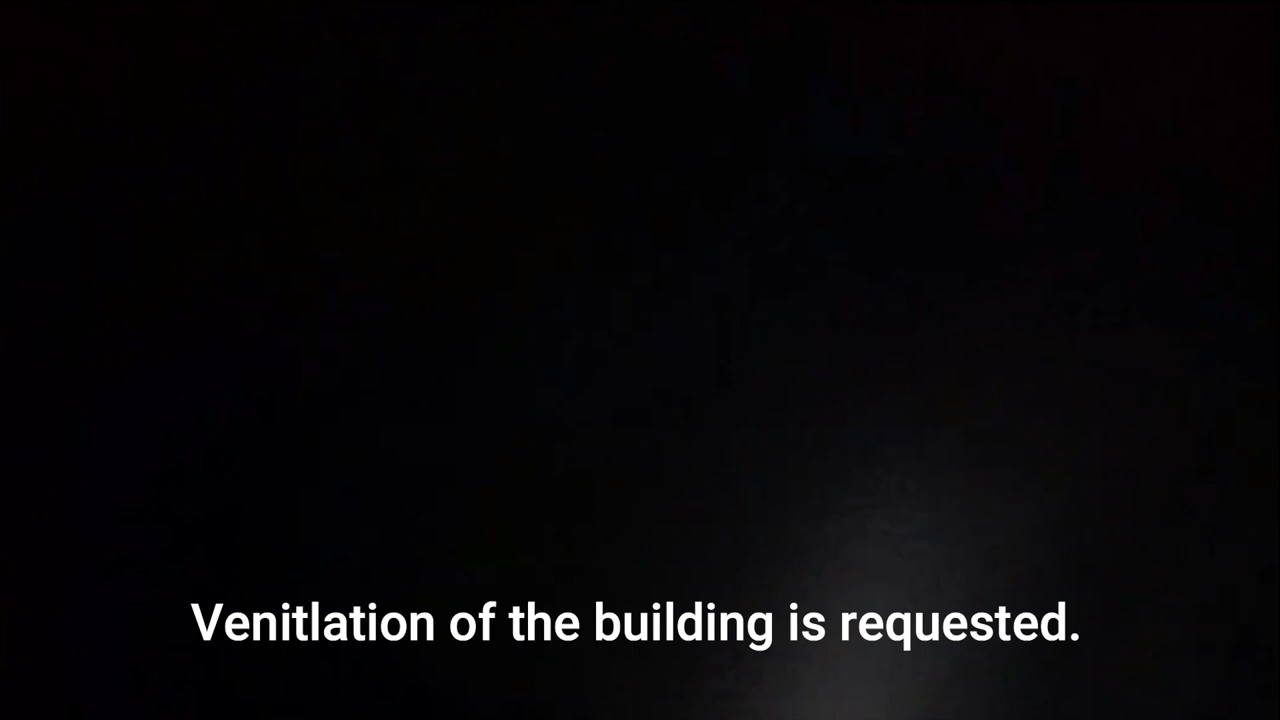 Venitlation of the building is requested.